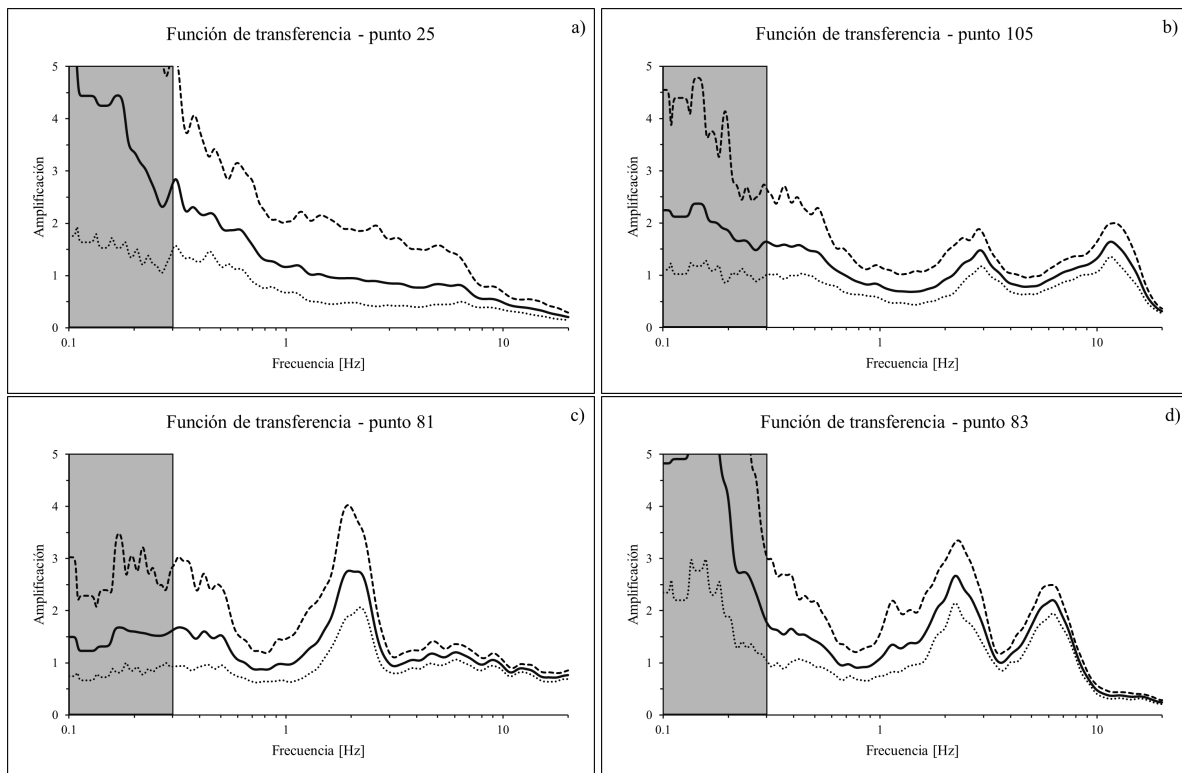 Función de transferencia - punto 25
a)
5
4
3
2
1
0
Amplificación
0.1
1
10
Frecuencia [Hz]
Función de transferencia - punto 105
b)
5
4
3
2
1
0
Amplificación
0.1
1
10
Frecuencia [Hz]
Función de transferencia - punto 81
c)
5
4
3
2
1
0
Amplificación
0.1
1
10
Frecuencia [Hz]
Función de transferencia - punto 83
d)
5
4
3
2
1
0
Amplificación
0.1
1
10
Frecuencia [Hz]